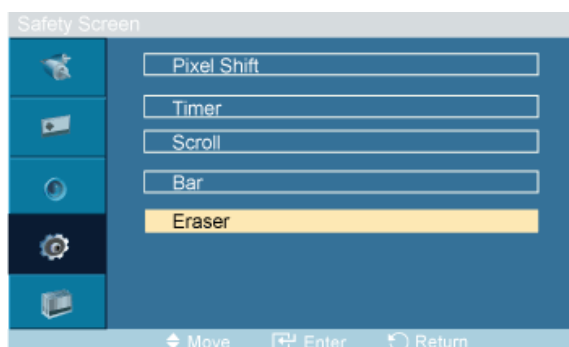 Safety Screen
Pixel Shift
Timer
Scroll
Bar
Eraser
Move Enter Return